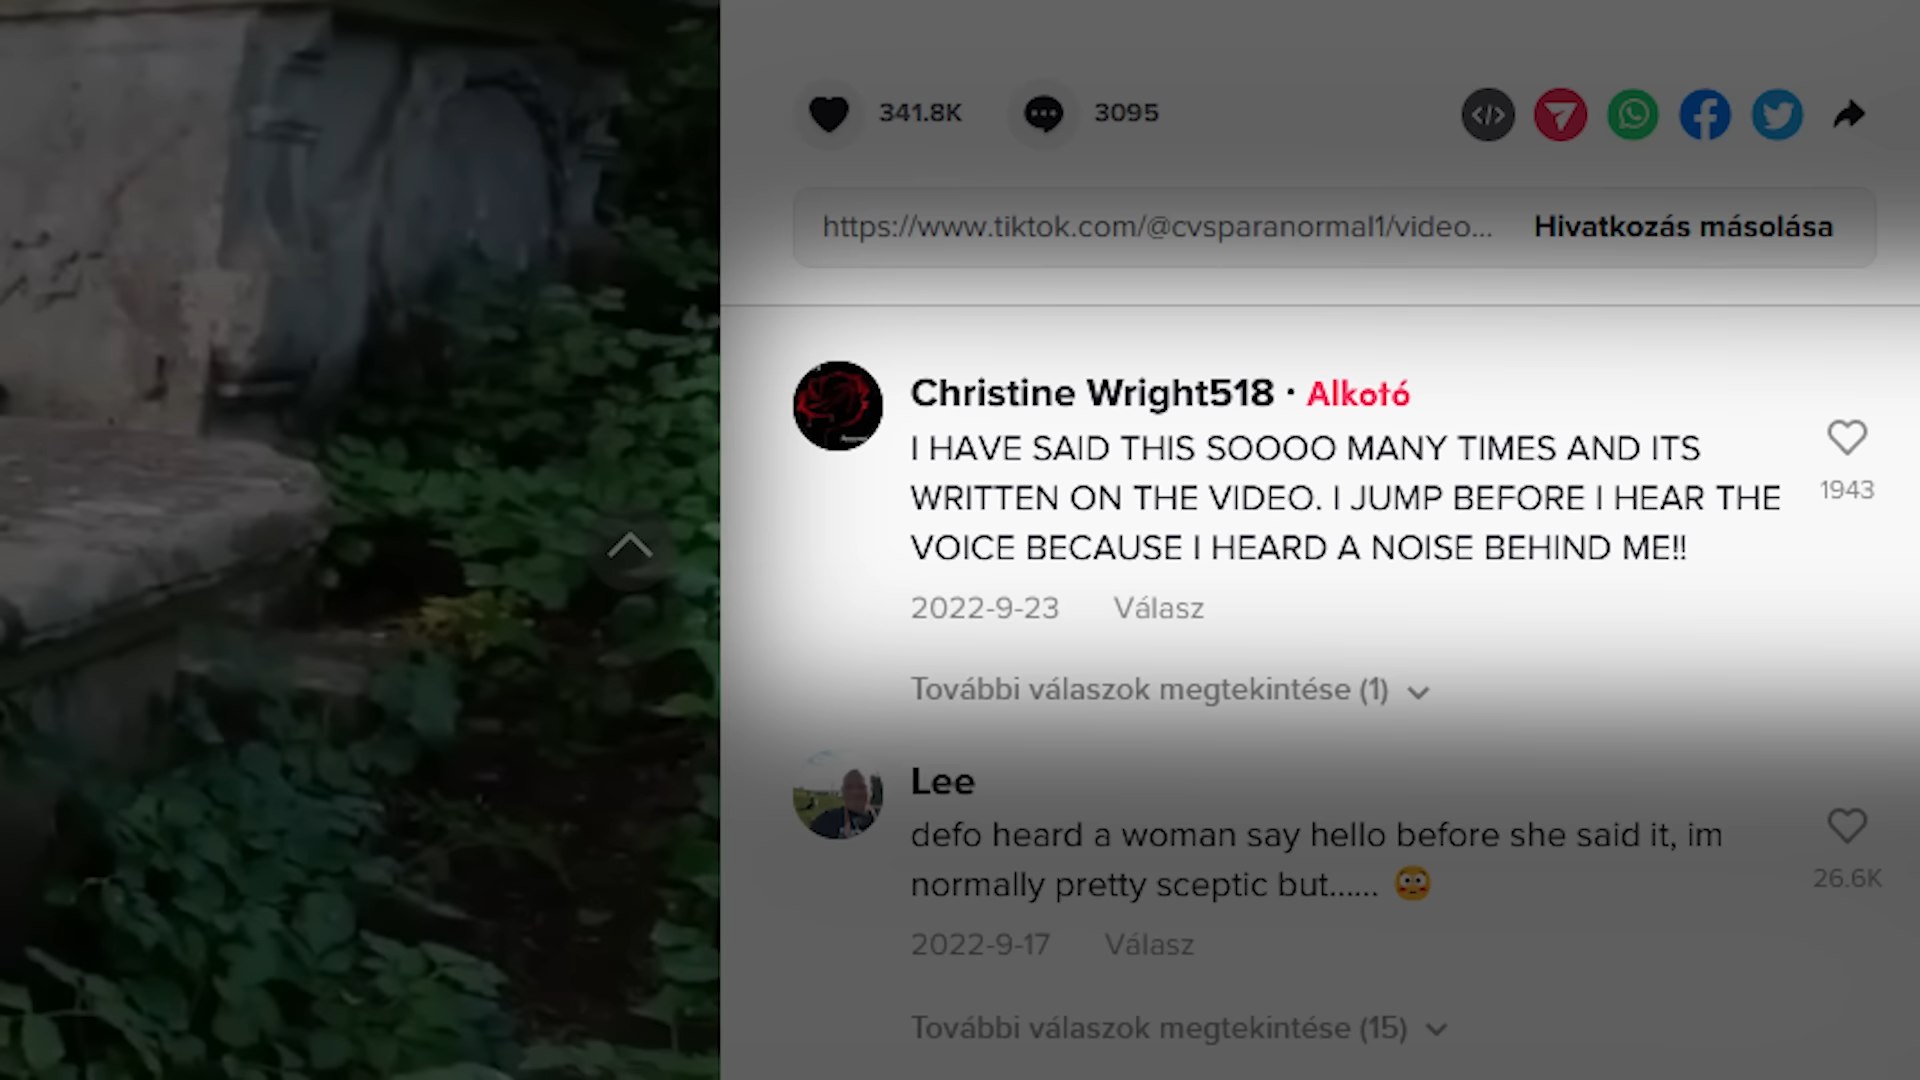 341.8K
3095
https://www.tiktok.com/@cvsparanormal1/video...
Hivatkozás másolása
Christine Wright518 · Alkotó
I HAVE SAID THIS SOOOO MANY TIMES AND ITS
WRITTEN ON THE VIDEO. I JUMP BEFORE I HEAR THE
VOICE BECAUSE I HEARD A NOISE BEHIND ME!!
1943
2022-9-23 Válasz
További válaszok megtekintése (1)
Lee
defo heard a woman say hello before she said it, im
normally pretty sceptic but...... 😳
26.6K
2022-9-17 Válasz
További válaszok megtekintése (15)